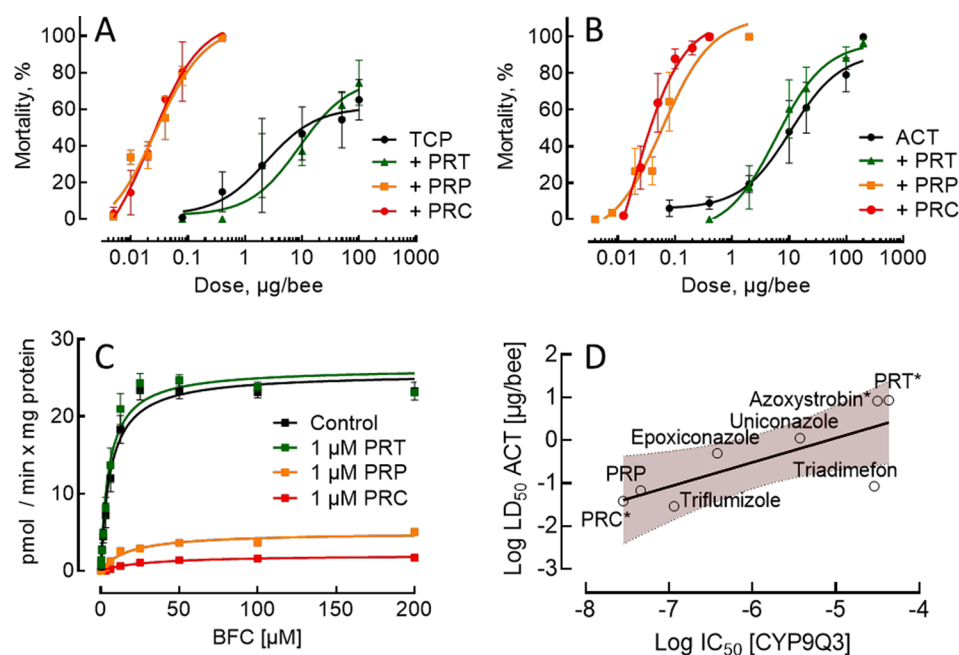 A
Mortality, %
100
80
60
40
20
0
TCP
+ PRT
+ PRP
+ PRC
0.01 0.1 1 10 100 1000
Dose, µg/bee
B
Mortality, %
100
80
60
40
20
0
ACT
+ PRT
+ PRP
+ PRC
0.01 0.1 1 10 100 1000
Dose, µg/bee
C
pmol / min x mg protein
30
20
10
0
Control
1 µM PRT
1 µM PRP
1 µM PRC
0 50 100 150 200
BFC [µM]
D
Log LD50 ACT [µg/bee]
2
1
0
-1
-2
-3
PRT*
Azoxystrobin*
Uniconazole
Epoxiconazole
PRP
Triadimefon
PRC*
Triflumizole
-8 -7 -6 -5 -4
Log IC50 [CYP9Q3]